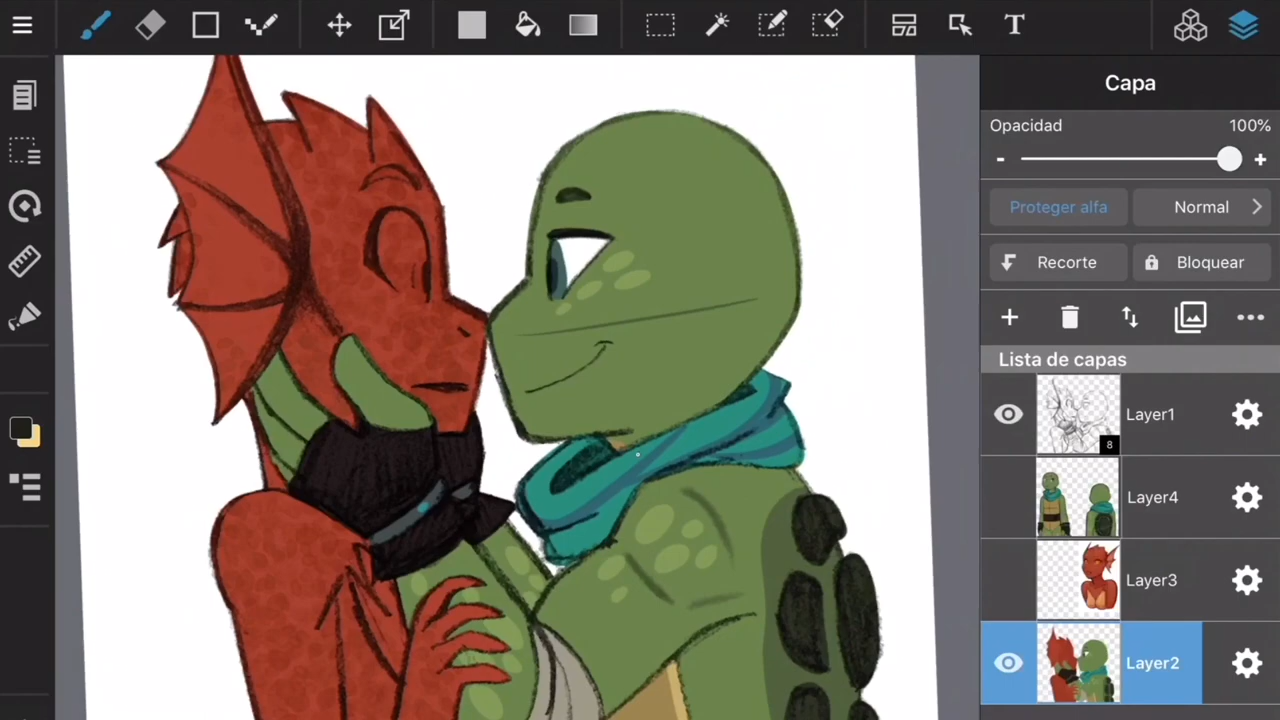 T
Capa
Opacidad 100%
- +
Proteger alfa Normal >
Recorte Bloquear
Lista de capas
8 Layer1
Layer4
Layer3
Layer2